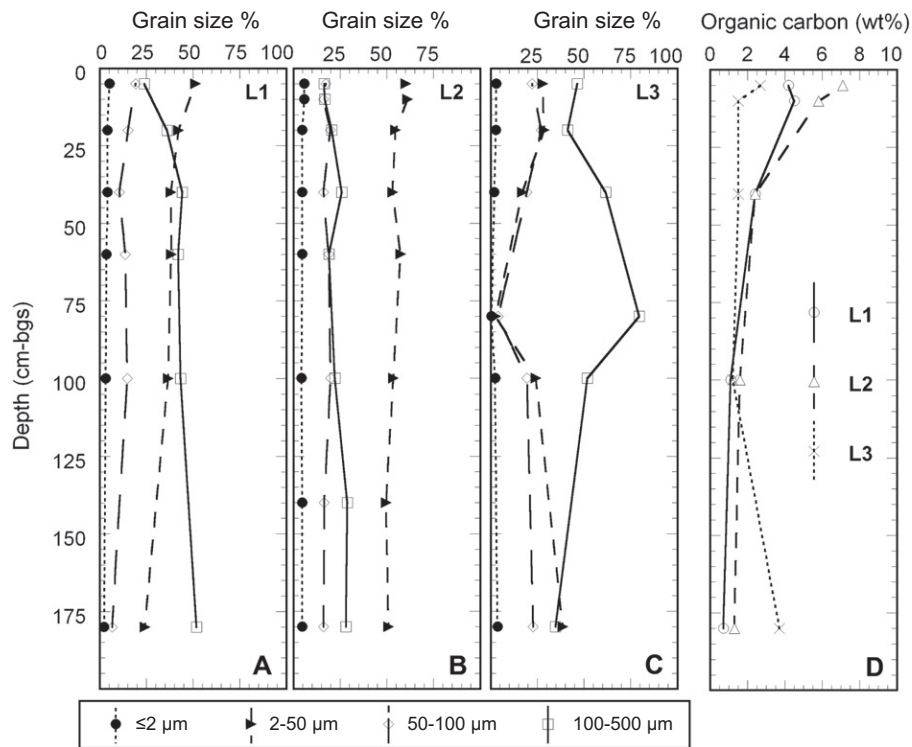 Grain size % Grain size % Grain size % Organic carbon (wt%)
0 25 50 75 100 0 25 50 75 100 0 25 50 75 100 0 2 4 6 8 10
L1 L2 L3
0
25
50
75
100
125
150
175
Depth (cm-bgs)
L1
L2
L3
A B C D
≤2 µm 2-50 µm 50-100 µm 100-500 µm